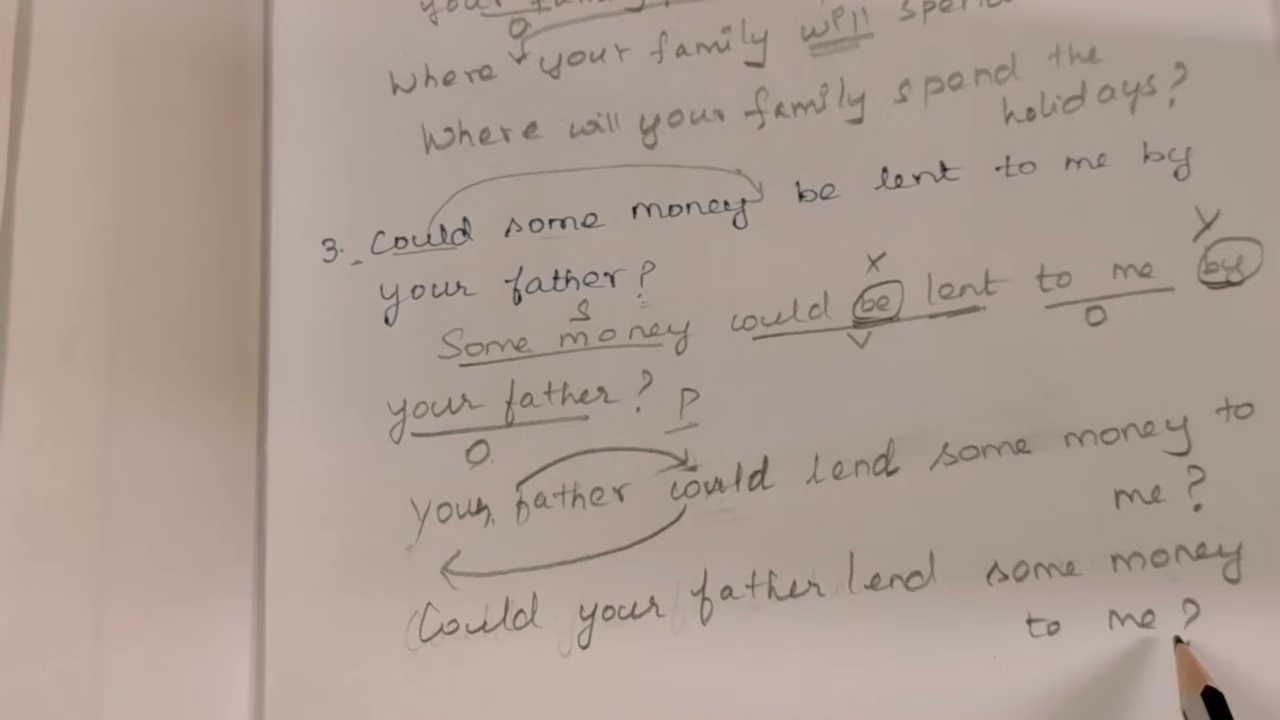 your
Where your family will spend
Where will your family spend the
holidays?
3. Could some money be lent to me by
your father?
S X Y
Some money could be lent to me by
V O
your father? P
O
Your father could lend some money to
me?
Could your father lend some money
to me?